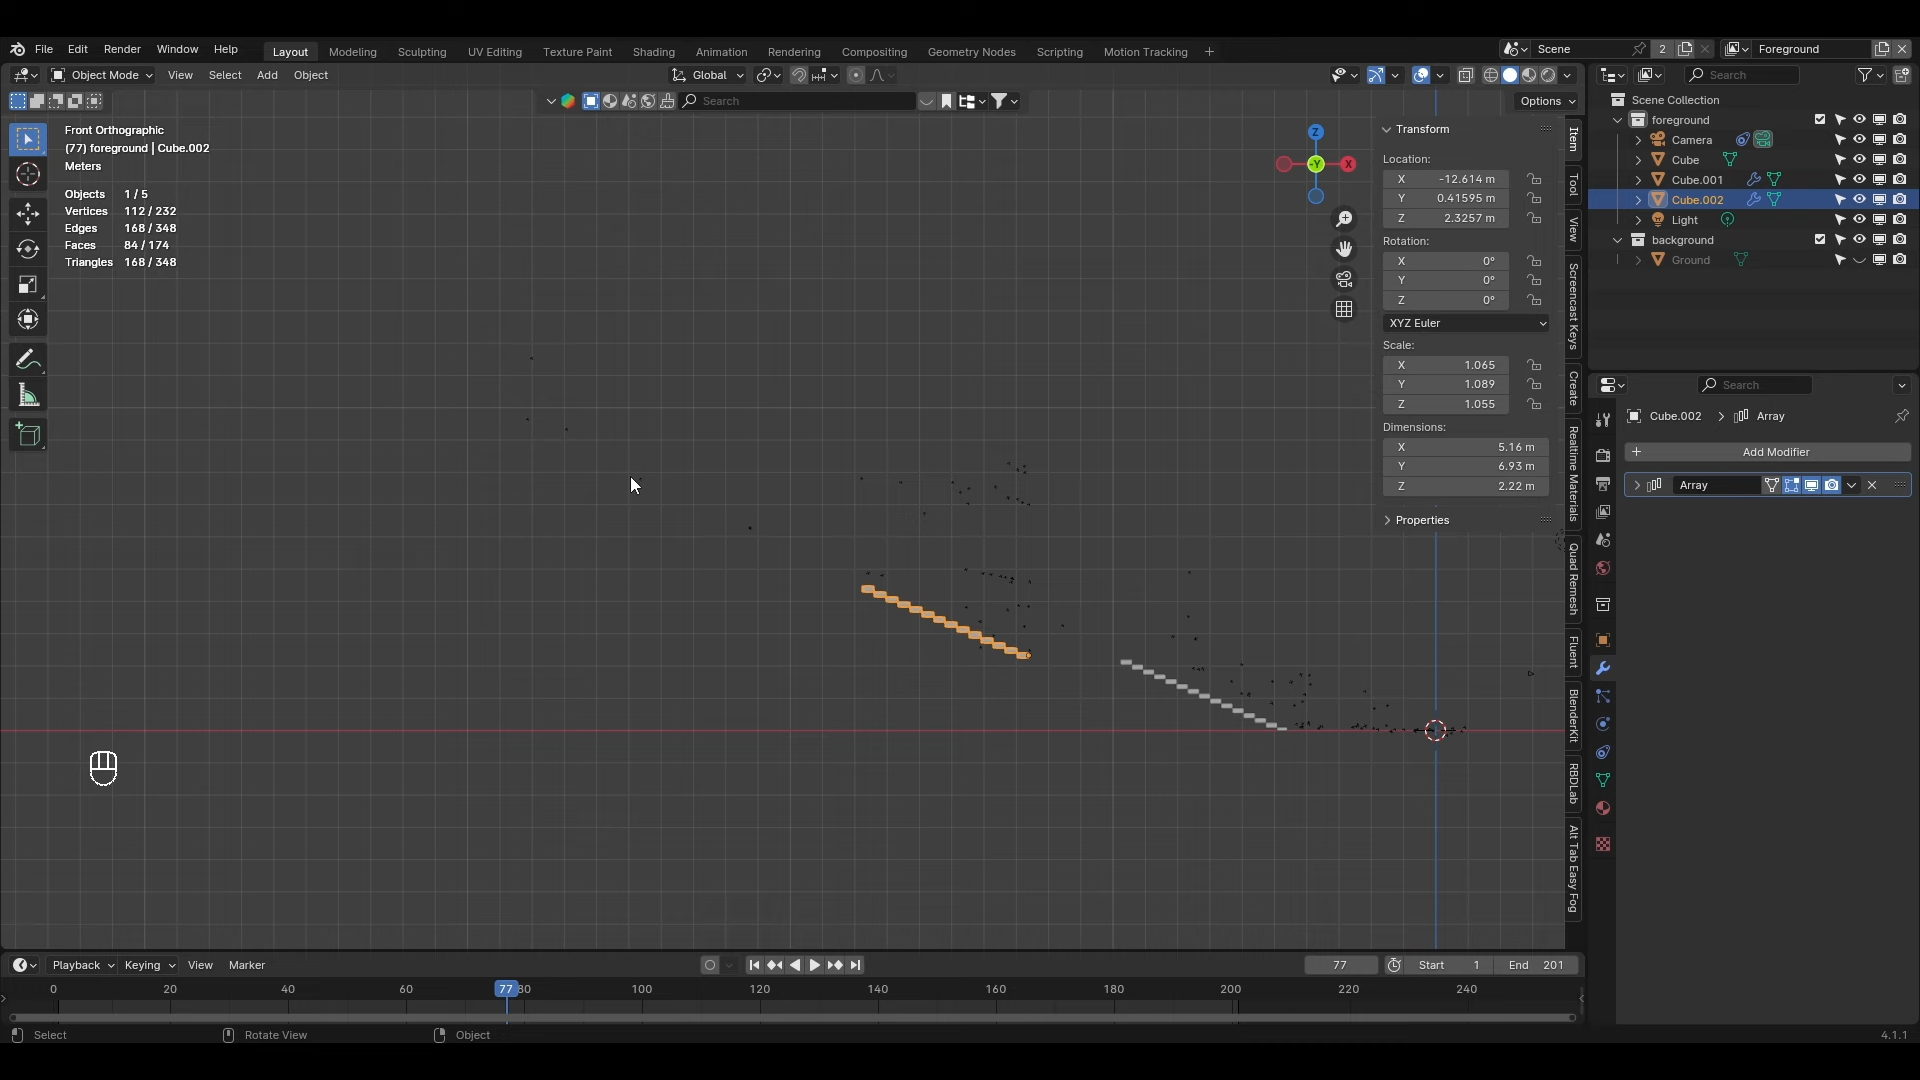 File Edit Render Window Help Layout Modeling Sculpting UV Editing Texture Paint Shading Animation Rendering Compositing Geometry Nodes Scripting Motion Tracking + Scene 2 Foreground
Object Mode View Select Add Object Global Search
Search Options
Front Orthographic
(77) foreground | Cube.002
Meters
Objects 1 / 5
Vertices 112 / 232
Edges 168 / 348
Faces 84 / 174
Triangles 168 / 348
Z
-Y X
Transform
Location:
X -12.614 m
Y 0.41595 m
Z 2.3257 m
Rotation:
X 0°
Y 0°
Z 0°
XYZ Euler
Scale:
X 1.065
Y 1.089
Z 1.055
Dimensions:
X 5.16 m
Y 6.93 m
Z 2.22 m
Properties
Item
Tool
View
Screencast Keys
Create
Realtime Materials
Quad Remesh
Fluent
BlenderKit
RBDLab
Alt Tab Easy Fog
Scene Collection
foreground
Camera
Cube
Cube.001
Cube.002
Light
background
Ground
Search
Cube.002 > Array
+ Add Modifier
Array
Playback Keying View Marker 77 Start 1 End 201
0 20 40 60 77 80 100 120 140 160 180 200 220 240
Select Rotate View Object 4.1.1